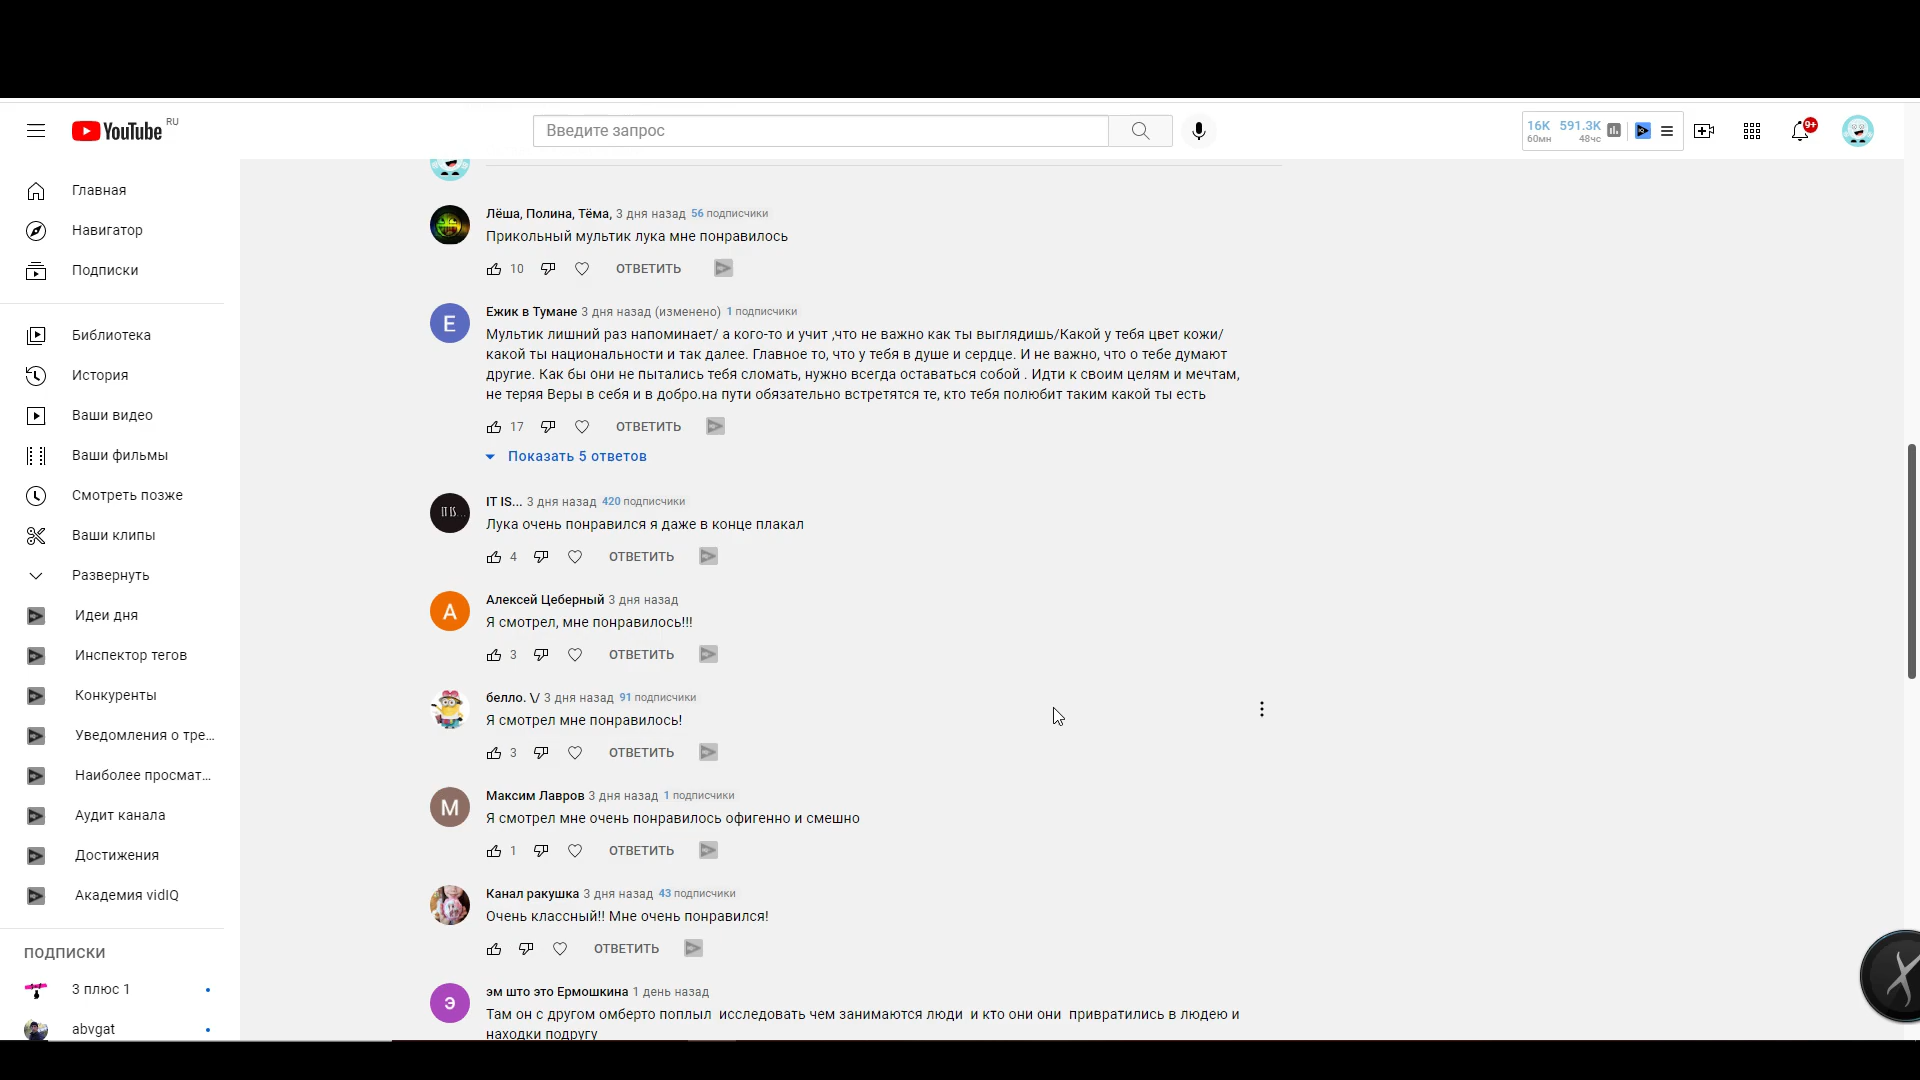 YouTube RU
Введите запрос
16K 591.3K
60мн 48чс
9+
Главная
Навигатор
Подписки
Библиотека
История
Ваши видео
Ваши фильмы
Смотреть позже
Ваши клипы
Развернуть
Идеи дня
Инспектор тегов
Конкуренты
Уведомления о тре...
Наиболее просмат...
Аудит канала
Достижения
Академия vidIQ
ПОДПИСКИ
3 плюс 1
abvgat
Лёша, Полина, Тёма, 3 дня назад 56 подписчики
Прикольный мультик лука мне понравилось
10 ОТВЕТИТЬ
E
Ежик в Тумане 3 дня назад (изменено) 1 подписчики
Мультик лишний раз напоминает/ а кого-то и учит ,что не важно как ты выглядишь/Какой у тебя цвет кожи/
какой ты национальности и так далее. Главное то, что у тебя в душе и сердце. И не важно, что о тебе думают
другие. Как бы они не пытались тебя сломать, нужно всегда оставаться собой . Идти к своим целям и мечтам,
не теряя Веры в себя и в добро.на пути обязательно встретятся те, кто тебя полюбит таким какой ты есть
17 ОТВЕТИТЬ
Показать 5 ответов
IT IS...
IT IS... 3 дня назад 420 подписчики
Лука очень понравился я даже в конце плакал
4 ОТВЕТИТЬ
А
Алексей Цеберный 3 дня назад
Я смотрел, мне понравилось!!!
3 ОТВЕТИТЬ
белло. \/ 3 дня назад 91 подписчики
Я смотрел мне понравилось!
3 ОТВЕТИТЬ
М
Максим Лавров 3 дня назад 1 подписчики
Я смотрел мне очень понравилось офигенно и смешно
1 ОТВЕТИТЬ
Канал ракушка 3 дня назад 43 подписчики
Очень классный!! Мне очень понравился!
ОТВЕТИТЬ
э
эм што это Ермошкина 1 день назад
Там он с другом омберто поплыл исследовать чем занимаются люди и кто они они привратились в людею и
находки подругу